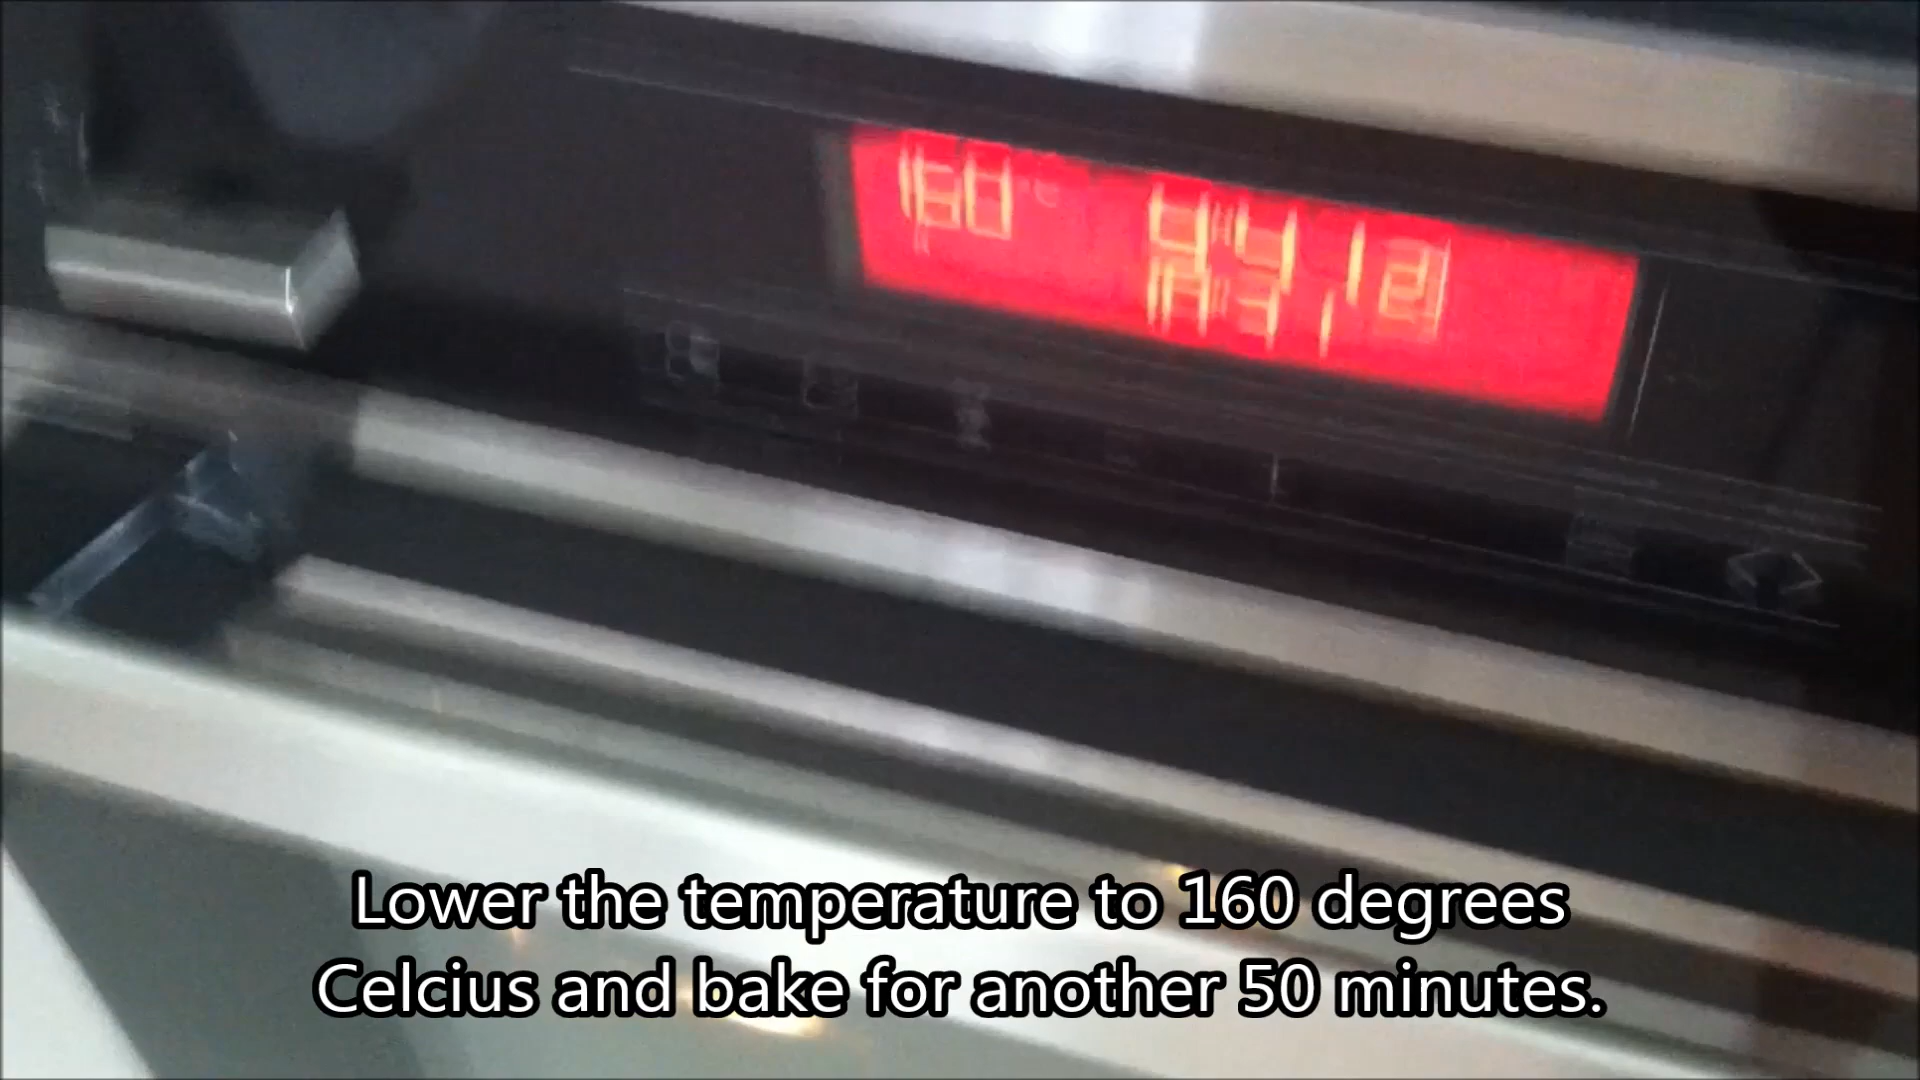 160 °C
Lower the temperature to 160 degrees
Celcius and bake for another 50 minutes.